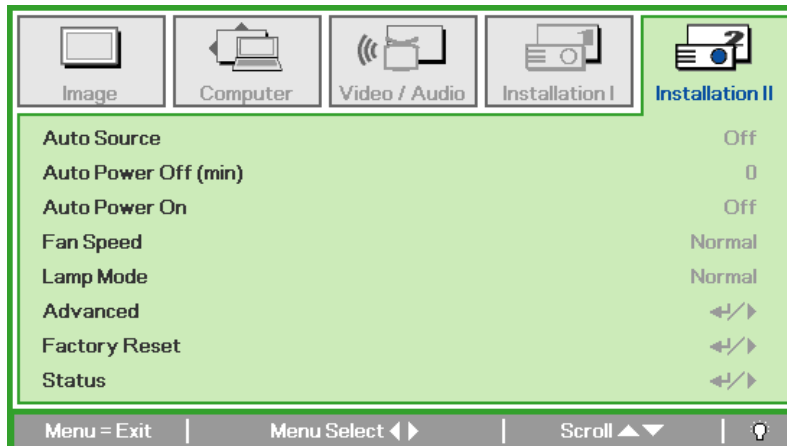 Image
Computer
Video / Audio
Installation I
Installation II
Auto Source Off
Auto Power Off (min) 0
Auto Power On Off
Fan Speed Normal
Lamp Mode Normal
Advanced
Factory Reset
Status
Menu = Exit Menu Select Scroll